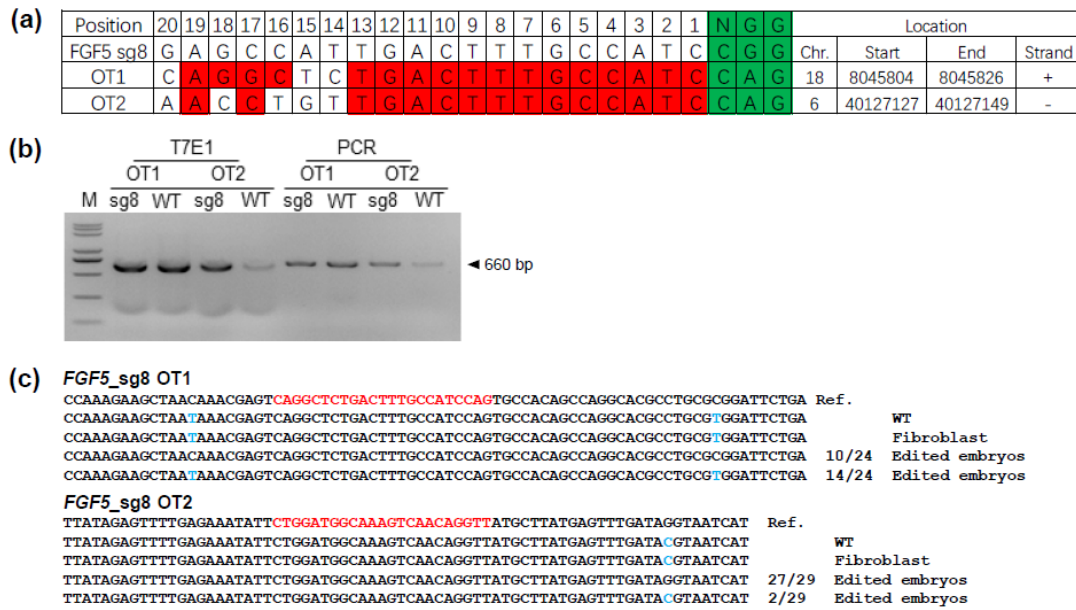 (a)
Position 20 19 18 17 16 15 14 13 12 11 10 9 8 7 6 5 4 3 2 1 N G G Location
FGF5 sg8 G A G C C A T T G A C T T T G C C A T C C G G Chr. Start End Strand
OT1 C A G G C T C T G A C T T T G C C A T C C A G 18 8045804 8045826 +
OT2 A A C C T G T T G A C T T T G C C A T C C A G 6 40127127 40127149 -
(b)
T7E1 PCR
OT1 OT2 OT1 OT2
M sg8 WT sg8 WT sg8 WT sg8 WT
◄ 660 bp
(c)
FGF5_sg8 OT1
CCAAAGAAGCTAACAAACGAGTCAGGCTCTGACTTTGCCATCCAGTGCCACAGCCAGGCACGCCTGCGCGGATTCTGA Ref.
CCAAAGAAGCTAATAAACGAGTCAGGCTCTGACTTTGCCATCCAGTGCCACAGCCAGGCACGCCTGCGTGGATTCTGA WT
CCAAAGAAGCTAATAAACGAGTCAGGCTCTGACTTTGCCATCCAGTGCCACAGCCAGGCACGCCTGCGTGGATTCTGA Fibroblast
CCAAAGAAGCTAACAAACGAGTCAGGCTCTGACTTTGCCATCCAGTGCCACAGCCAGGCACGCCTGCGCGGATTCTGA 10/24 Edited embryos
CCAAAGAAGCTAATAAACGAGTCAGGCTCTGACTTTGCCATCCAGTGCCACAGCCAGGCACGCCTGCGTGGATTCTGA 14/24 Edited embryos
FGF5_sg8 OT2
TTATAGAGTTTTGAGAAATATTCTGGATGGCAAAGTCAACAGGTTATGCTTATGAGTTTGATAGGTAATCAT Ref.
TTATAGAGTTTTGAGAAATATTCTGGATGGCAAAGTCAACAGGTTATGCTTATGAGTTTGATACGTAATCAT WT
TTATAGAGTTTTGAGAAATATTCTGGATGGCAAAGTCAACAGGTTATGCTTATGAGTTTGATACGTAATCAT Fibroblast
TTATAGAGTTTTGAGAAATATTCTGGATGGCAAAGTCAACAGGTTATGCTTATGAGTTTGATAGGTAATCAT 27/29 Edited embryos
TTATAGAGTTTTGAGAAATATTCTGGATGGCAAAGTCAACAGGTTATGCTTATGAGTTTGATACGTAATCAT 2/29 Edited embryos